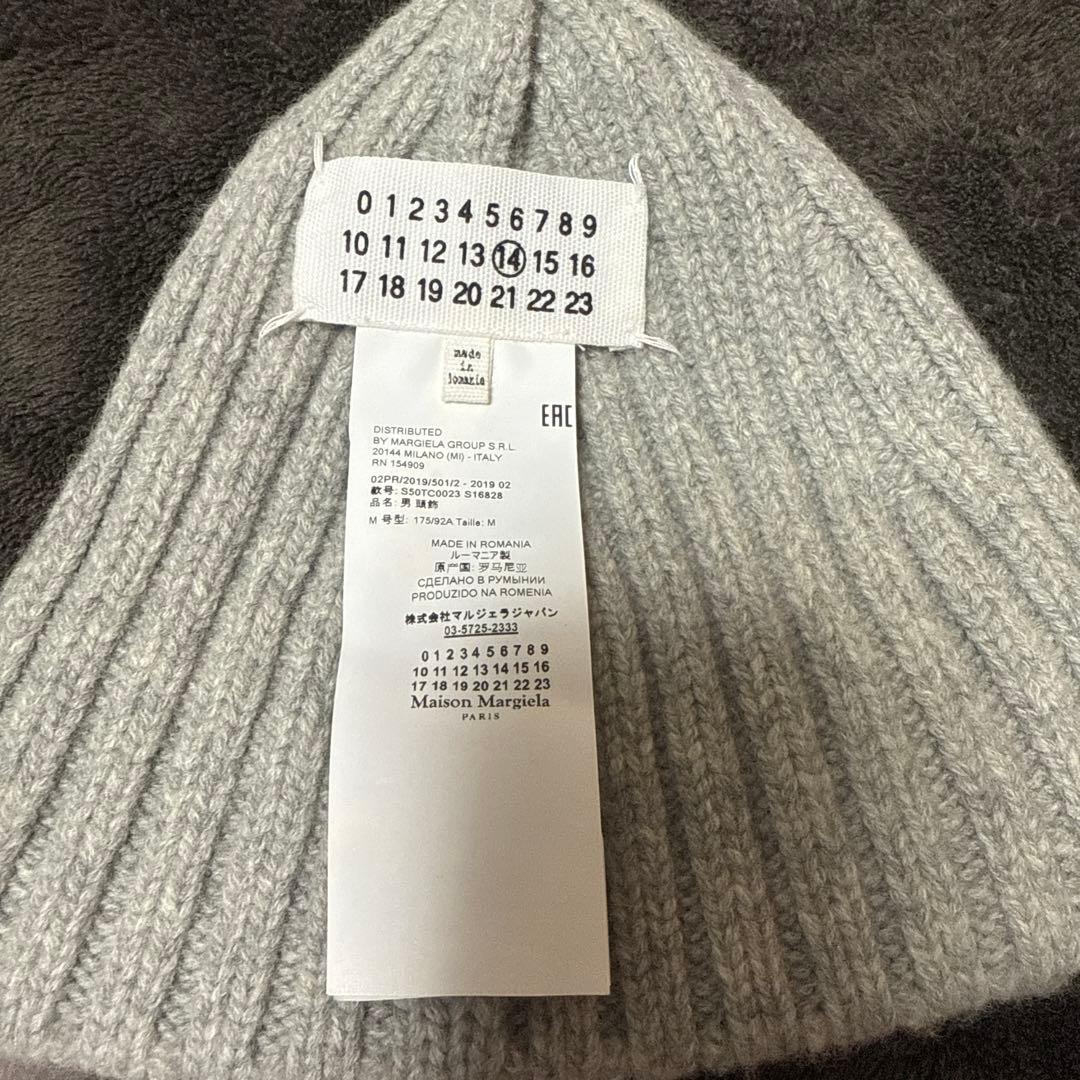 0 1 2 3 4 5 6 7 8 9
10 11 12 13 14 15 16
17 18 19 20 21 22 23
made
in
EAC
DISTRIBUTED
BY MARGIELA GROUP S.R.L.
20144 MILANO (MI) - ITALY
RN 154909
02PR/2019/501/2 - 2019 02
款号: S50TC0023 S16828
品名: 男 頭飾
M 号型: 175/92A Taille: M
MADE IN ROMANIA
ルーマニア製
原产国: 罗马尼亚
СДЕЛАНО В РУМЫНИИ
PRODUZIDO NA ROMENIA
株式会社マルジェラジャパン
03-5725-2333
0 1 2 3 4 5 6 7 8 9
10 11 12 13 14 15 16
17 18 19 20 21 22 23
Maison Margiela
PARIS